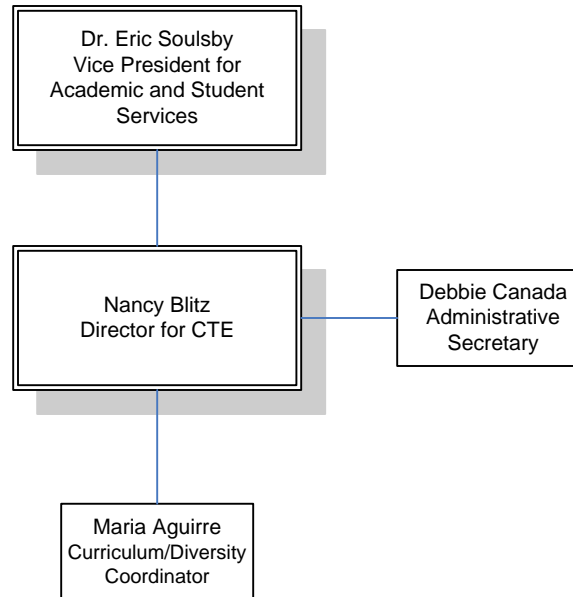 Dr. Eric Soulsby
Vice President for
Academic and Student
Services
Nancy Blitz
Director for CTE
Debbie Canada
Administrative
Secretary
Maria Aguirre
Curriculum/Diversity
Coordinator